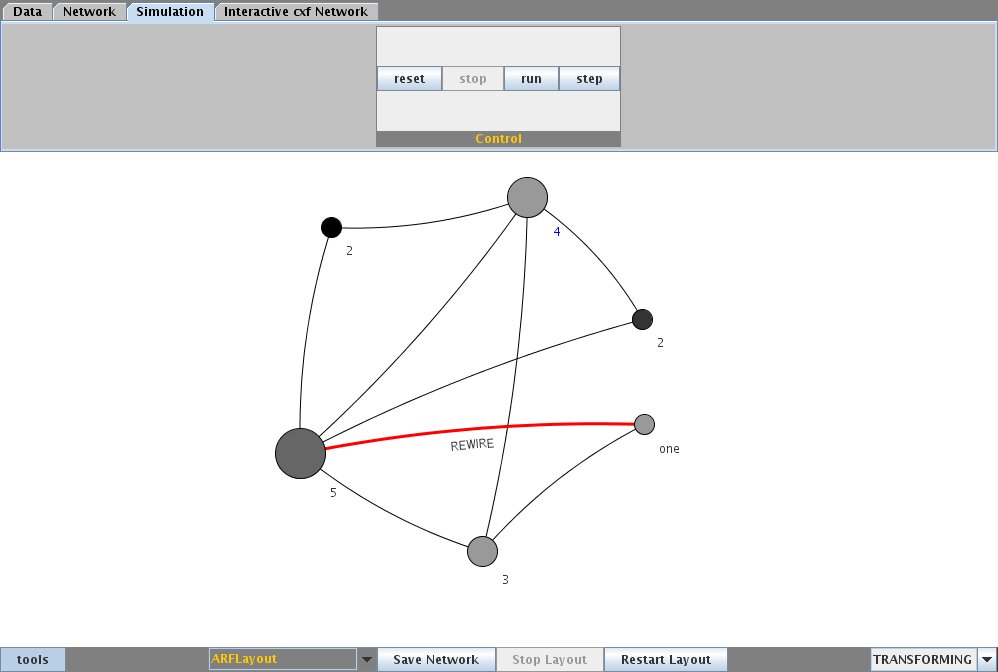 Data Network Simulation Interactive cxf Network
reset stop run step
Control
4
2
2
one
REWIRE
5
3
tools ARFLayout Save Network Stop Layout Restart Layout TRANSFORMING